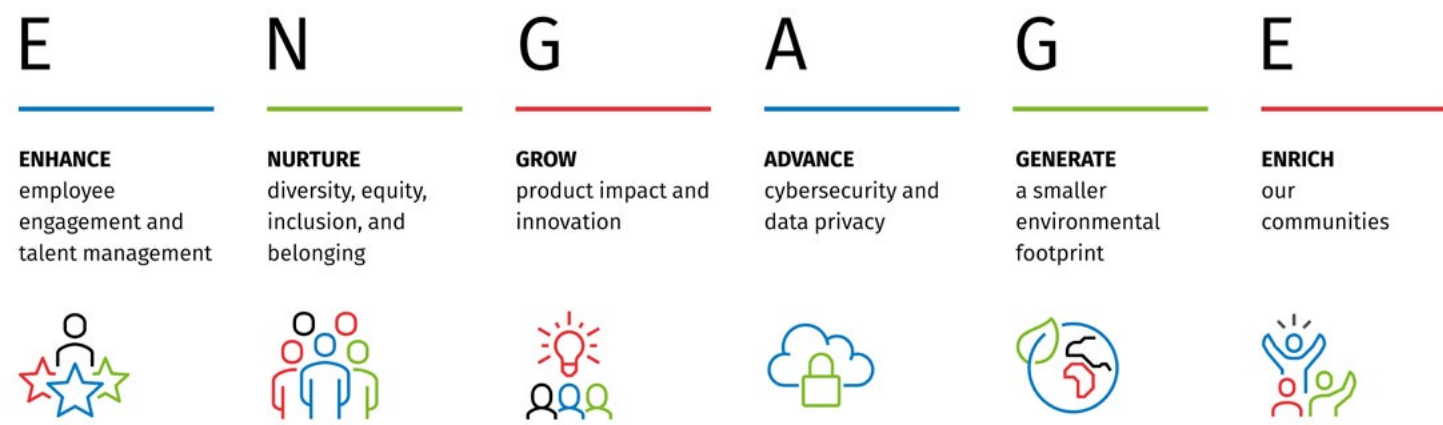 E
ENHANCE
employee
engagement and
talent management
N
NURTURE
diversity, equity,
inclusion, and
belonging
G
GROW
product impact and
innovation
A
ADVANCE
cybersecurity and
data privacy
G
GENERATE
a smaller
environmental
footprint
E
ENRICH
our
communities